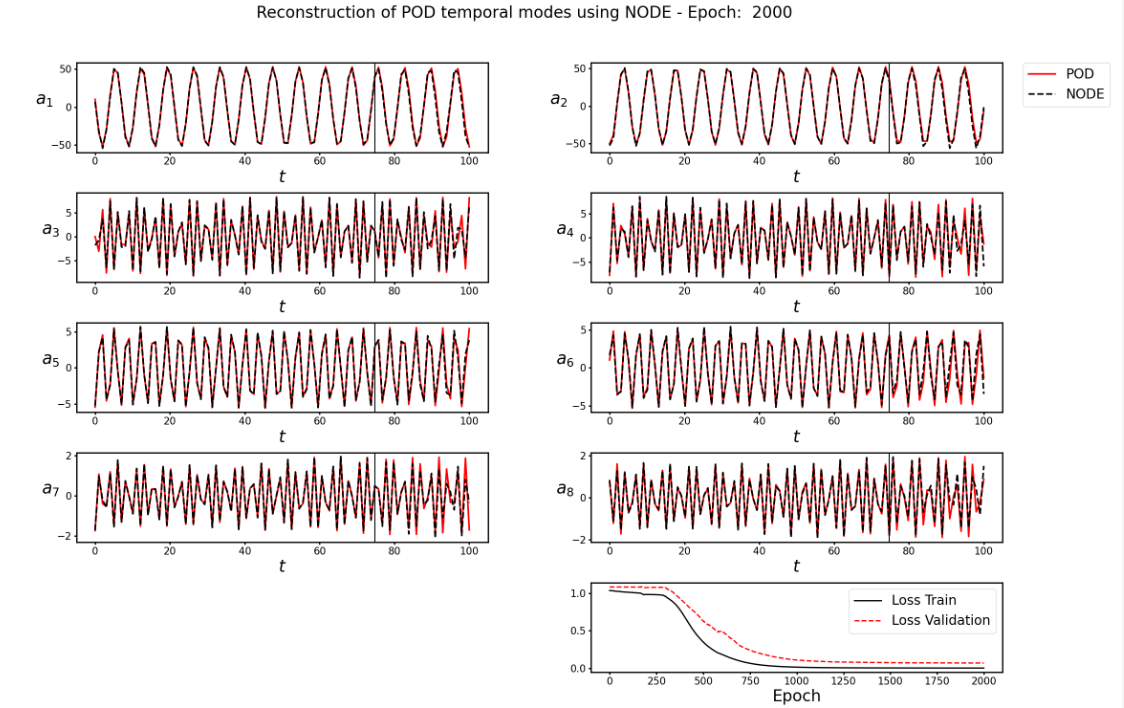 Reconstruction of POD temporal modes using NODE - Epoch:  2000
POD
NODE
a1
50
0
−50
0 20 40 60 80 100
t
a2
50
0
−50
0 20 40 60 80 100
t
a3
5
0
−5
0 20 40 60 80 100
t
a4
5
0
−5
0 20 40 60 80 100
t
a5
5
0
−5
0 20 40 60 80 100
t
a6
5
0
−5
0 20 40 60 80 100
t
a7
2
0
−2
0 20 40 60 80 100
t
a8
2
0
−2
0 20 40 60 80 100
t
1.0
0.5
0.0
Loss Train
Loss Validation
0 250 500 750 1000 1250 1500 1750 2000
Epoch